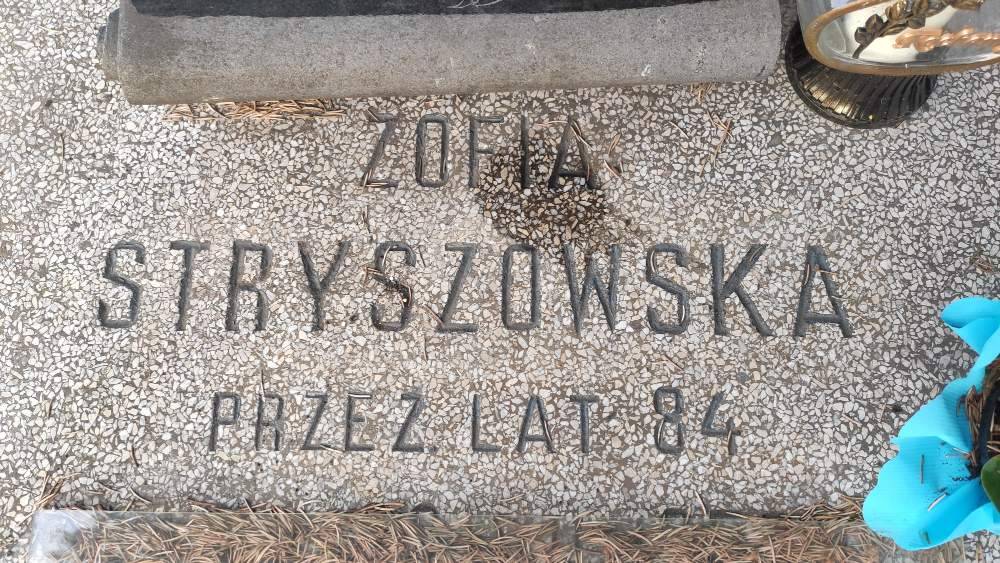 ZOFIA
STRYSZOWSKA
PRZEZ. LAT 84